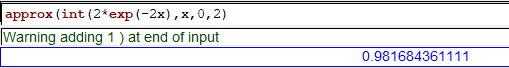 approx(int(2*exp(-2x),x,0,2)
Warning adding 1 ) at end of input
0.981684361111